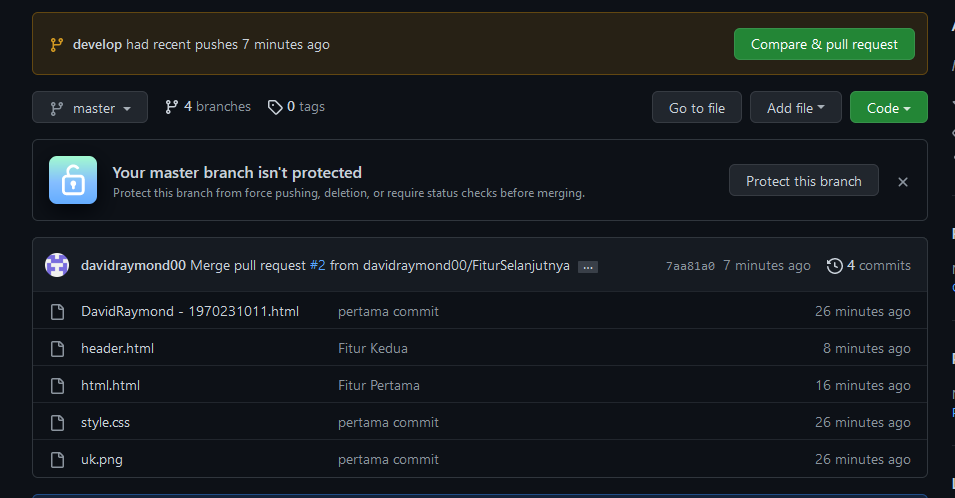 develop had recent pushes 7 minutes ago Compare & pull request
master 4 branches 0 tags Go to file Add file Code
Your master branch isn't protected
Protect this branch from force pushing, deletion, or require status checks before merging.
Protect this branch
davidraymond00 Merge pull request #2 from davidraymond00/FiturSelanjutnya ... 7aa81a0 7 minutes ago 4 commits
DavidRaymond - 1970231011.html pertama commit 26 minutes ago
header.html Fitur Kedua 8 minutes ago
html.html Fitur Pertama 16 minutes ago
style.css pertama commit 26 minutes ago
uk.png pertama commit 26 minutes ago